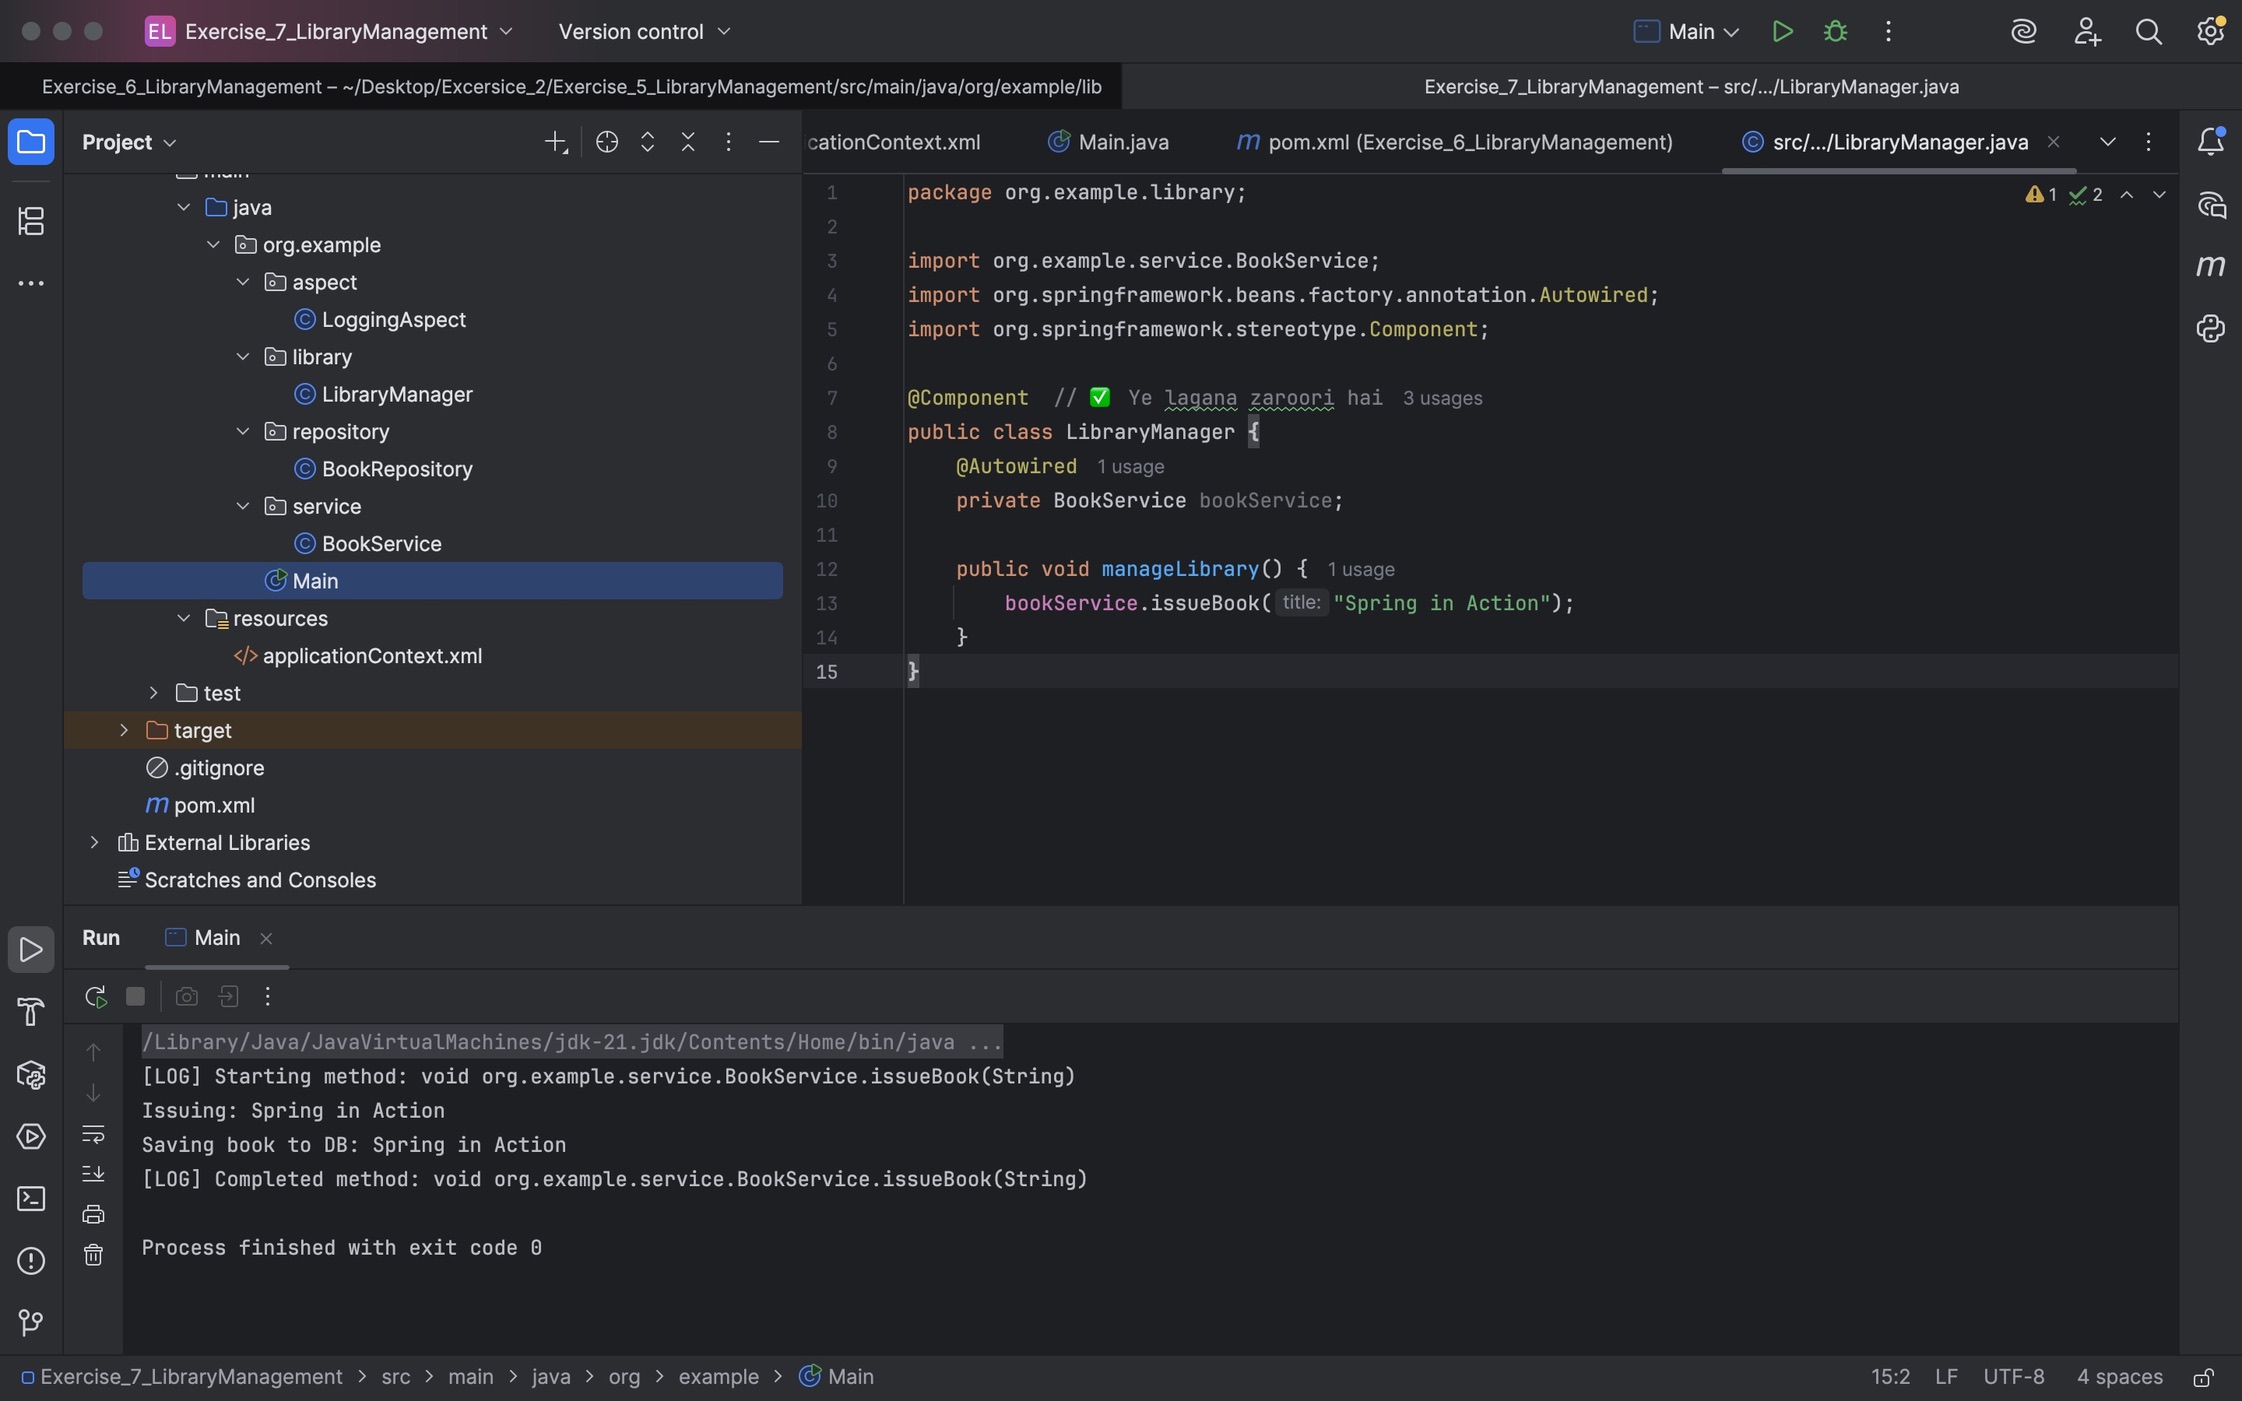 EL Exercise_7_LibraryManagement Version control Main
Exercise_6_LibraryManagement – ~/Desktop/Excersice_2/Exercise_5_LibraryManagement/src/main/java/org/example/lib Exercise_7_LibraryManagement – src/.../LibraryManager.java
Project
main
java
org.example
aspect
LoggingAspect
library
LibraryManager
repository
BookRepository
service
BookService
Main
resources
</> applicationContext.xml
test
target
.gitignore
m pom.xml
External Libraries
Scratches and Consoles
cationContext.xml Main.java m pom.xml (Exercise_6_LibraryManagement) src/.../LibraryManager.java
1 package org.example.library; 1 2
2
3 import org.example.service.BookService;
4 import org.springframework.beans.factory.annotation.Autowired;
5 import org.springframework.stereotype.Component;
6
7 @Component // ✅ Ye lagana zaroori hai 3 usages
8 public class LibraryManager {
9 @Autowired 1 usage
10 private BookService bookService;
11
12 public void manageLibrary() { 1 usage
13 bookService.issueBook( title: "Spring in Action");
14 }
15 }
m
Run Main
/Library/Java/JavaVirtualMachines/jdk-21.jdk/Contents/Home/bin/java ...
[LOG] Starting method: void org.example.service.BookService.issueBook(String)
Issuing: Spring in Action
Saving book to DB: Spring in Action
[LOG] Completed method: void org.example.service.BookService.issueBook(String)
Process finished with exit code 0
Exercise_7_LibraryManagement > src > main > java > org > example > Main 15:2 LF UTF-8 4 spaces